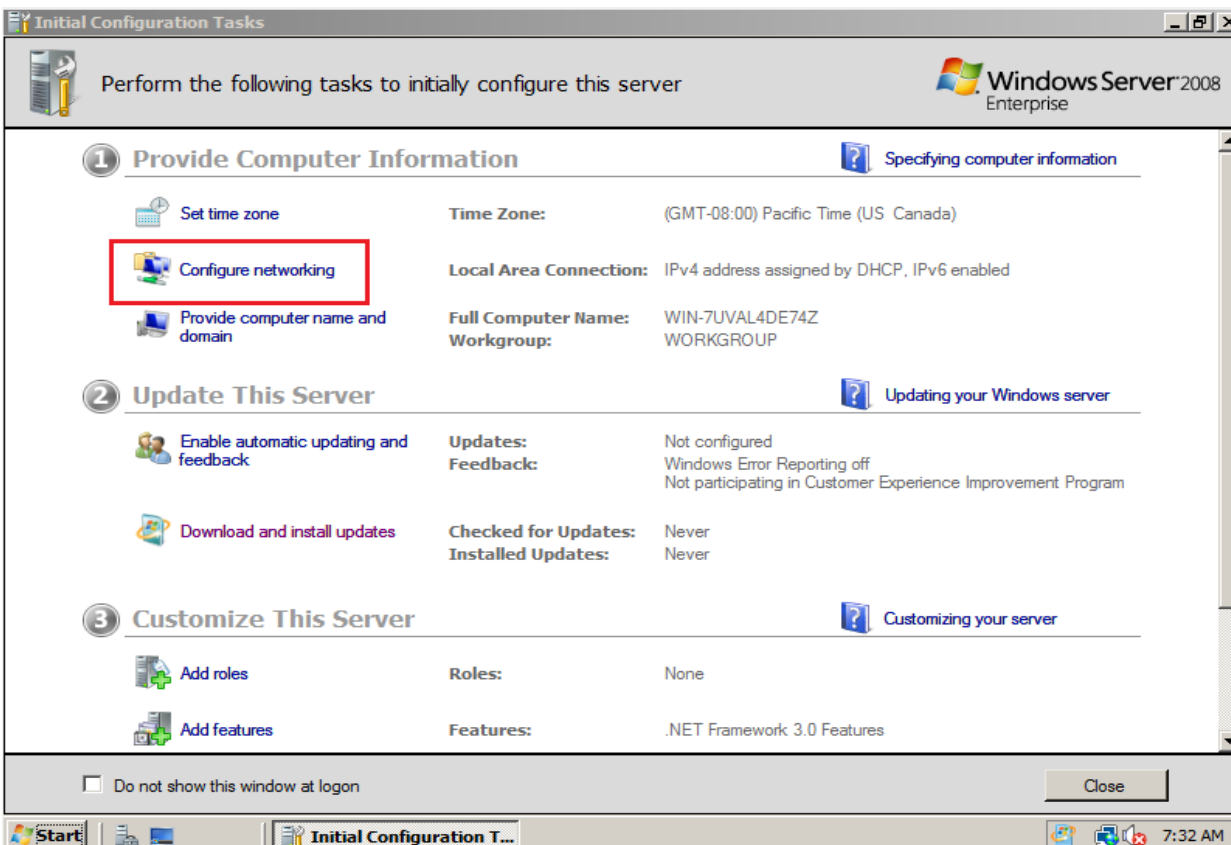 Initial Configuration Tasks
Perform the following tasks to initially configure this server
Windows Server 2008
Enterprise
1 Provide Computer Information
Specifying computer information
Set time zone Time Zone: (GMT-08:00) Pacific Time (US Canada)
Configure networking Local Area Connection: IPv4 address assigned by DHCP, IPv6 enabled
Provide computer name and Full Computer Name: WIN-7UVAL4DE74Z
domain Workgroup: WORKGROUP
2 Update This Server
Updating your Windows server
Enable automatic updating and Updates: Not configured
feedback Feedback: Windows Error Reporting off
Not participating in Customer Experience Improvement Program
Download and install updates Checked for Updates: Never
Installed Updates: Never
3 Customize This Server
Customizing your server
Add roles Roles: None
Add features Features: .NET Framework 3.0 Features
Do not show this window at logon
Close
Start
Initial Configuration T...
7:32 AM